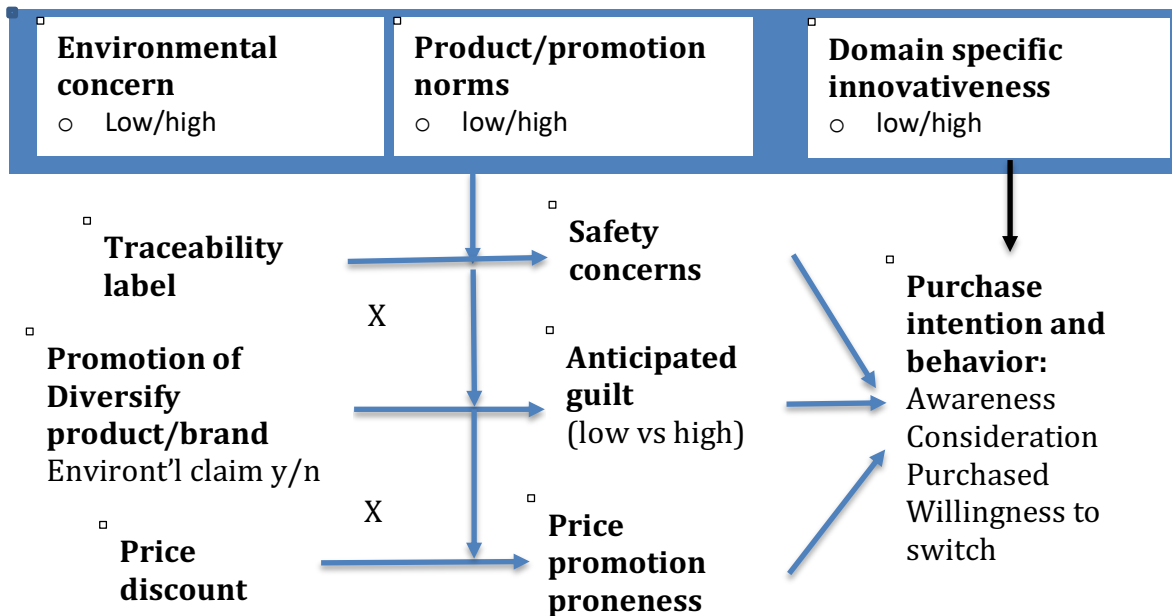 Environmental
concern
o Low/high
Product/promotion
norms
o low/high
Domain specific
innovativeness
o low/high
Traceability
label
Safety
concerns
X
Promotion of
Diversify
product/brand
Environt’l claim y/n
Anticipated
guilt
(low vs high)
Purchase
intention and
behavior:
Awareness
Consideration
Purchased
Willingness to
switch
X
Price
discount
Price
promotion
proneness